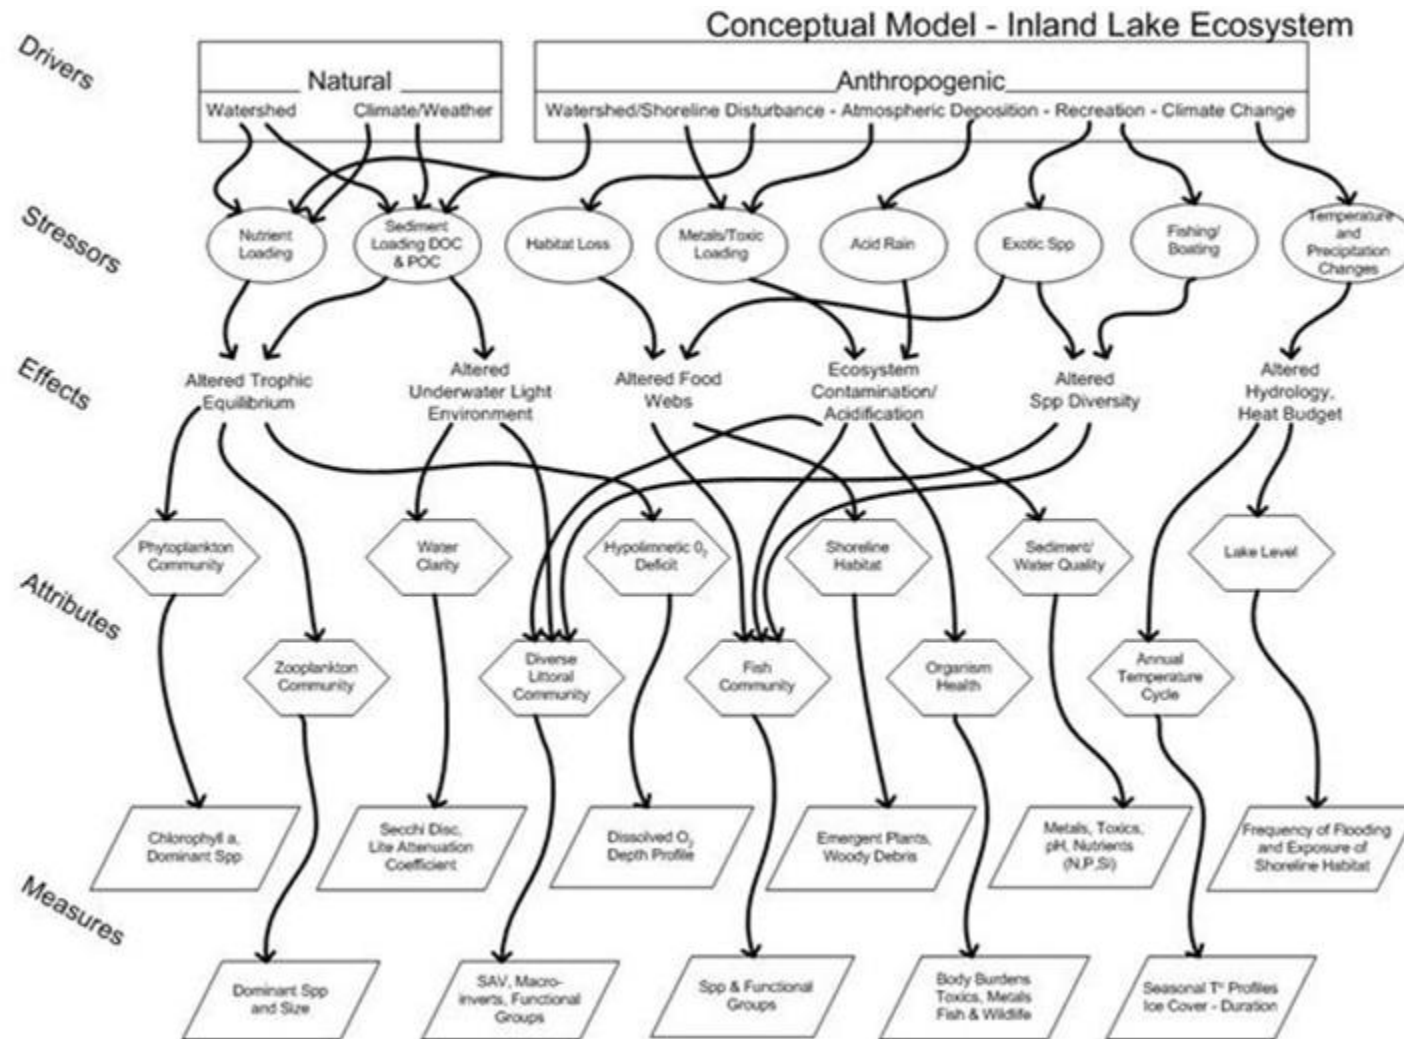 Conceptual Model - Inland Lake Ecosystem
Drivers
Natural
Watershed
Climate/Weather
Anthropogenic
Watershed/Shoreline Disturbance - Atmospheric Deposition - Recreation - Climate Change
Stressors
Nutrient
Loading
Sediment
Loading DOC
& POC
Habitat Loss
Metals/Toxic
Loading
Acid Rain
Exotic Spp
Fishing/
Boating
Temperature
and
Precipitation
Changes
Effects
Altered Trophic
Equilibrium
Altered
Underwater Light
Environment
Altered Food
Webs
Ecosystem
Contamination/
Acidification
Altered
Spp Diversity
Altered
Hydrology,
Heat Budget
Attributes
Phytoplankton
Community
Water
Clarity
Hypolimnetic 0₂
Deficit
Shoreline
Habitat
Sediment/
Water Quality
Lake Level
Zooplankton
Community
Diverse
Littoral
Community
Fish
Community
Organism
Health
Annual
Temperature
Cycle
Measures
Chlorophyll a,
Dominant Spp
Secchi Disc,
Lite Attenuation
Coefficient
Dissolved O₂
Depth Profile
Emergent Plants,
Woody Debris
Metals, Toxics,
pH, Nutrients
(N,P,Si)
Frequency of Flooding
and Exposure of
Shoreline Habitat
Dominant Spp
and Size
SAV, Macro-
inverts, Functional
Groups
Spp & Functional
Groups
Body Burdens
Toxics, Metals
Fish & Wildlife
Seasonal T° Profiles
Ice Cover - Duration